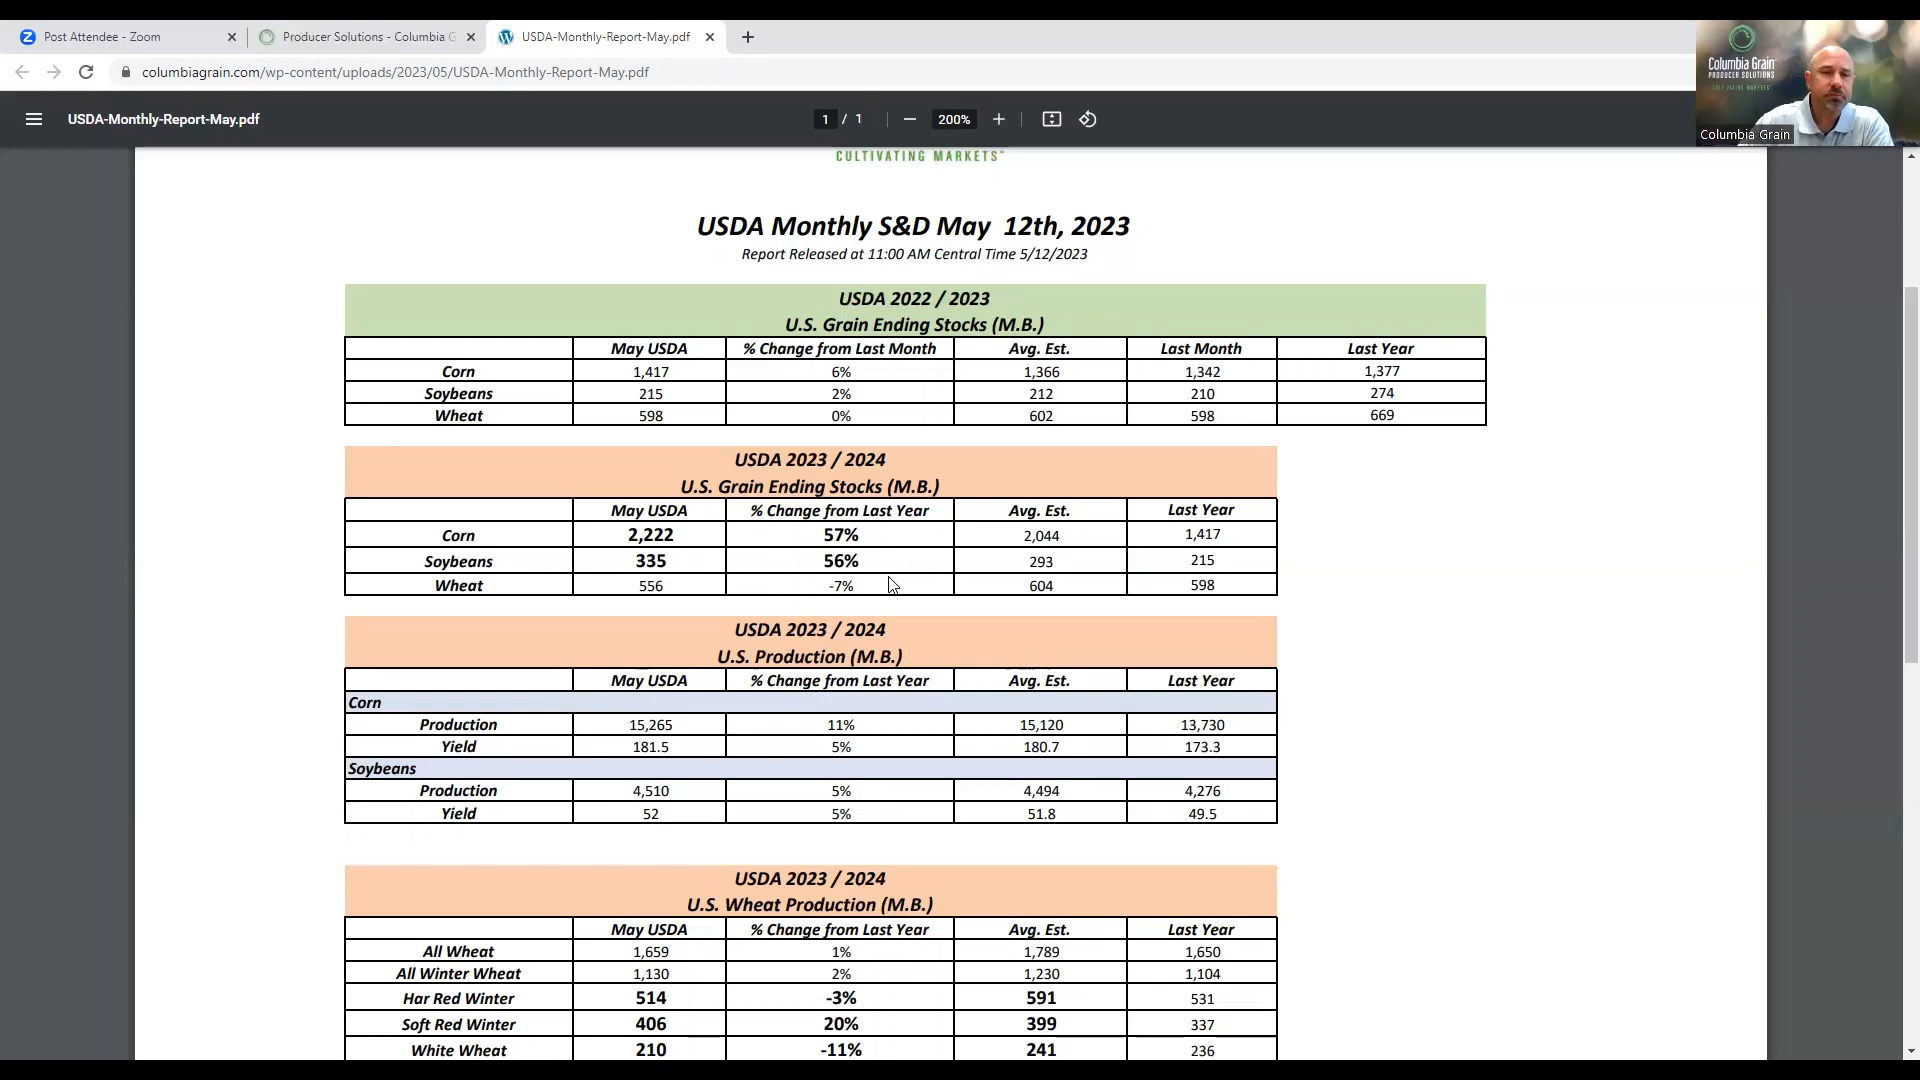 Post Attendee - Zoom
Producer Solutions - Columbia G
USDA-Monthly-Report-May.pdf
columbiagrain.com/wp-content/uploads/2023/05/USDA-Monthly-Report-May.pdf
USDA-Monthly-Report-May.pdf
1 / 1
200%
Columbia Grain
PRODUCER SOLUTIONS
CULTIVATING MARKETS
Columbia Grain
CULTIVATING MARKETS™
USDA Monthly S&D May 12th, 2023
Report Released at 11:00 AM Central Time 5/12/2023
USDA 2022 / 2023
U.S. Grain Ending Stocks (M.B.)
May USDA % Change from Last Month Avg. Est. Last Month Last Year
Corn 1,417 6% 1,366 1,342 1,377
Soybeans 215 2% 212 210 274
Wheat 598 0% 602 598 669
USDA 2023 / 2024
U.S. Grain Ending Stocks (M.B.)
May USDA % Change from Last Year Avg. Est. Last Year
Corn 2,222 57% 2,044 1,417
Soybeans 335 56% 293 215
Wheat 556 -7% 604 598
USDA 2023 / 2024
U.S. Production (M.B.)
May USDA % Change from Last Year Avg. Est. Last Year
Corn
Production 15,265 11% 15,120 13,730
Yield 181.5 5% 180.7 173.3
Soybeans
Production 4,510 5% 4,494 4,276
Yield 52 5% 51.8 49.5
USDA 2023 / 2024
U.S. Wheat Production (M.B.)
May USDA % Change from Last Year Avg. Est. Last Year
All Wheat 1,659 1% 1,789 1,650
All Winter Wheat 1,130 2% 1,230 1,104
Har Red Winter 514 -3% 591 531
Soft Red Winter 406 20% 399 337
White Wheat 210 -11% 241 236